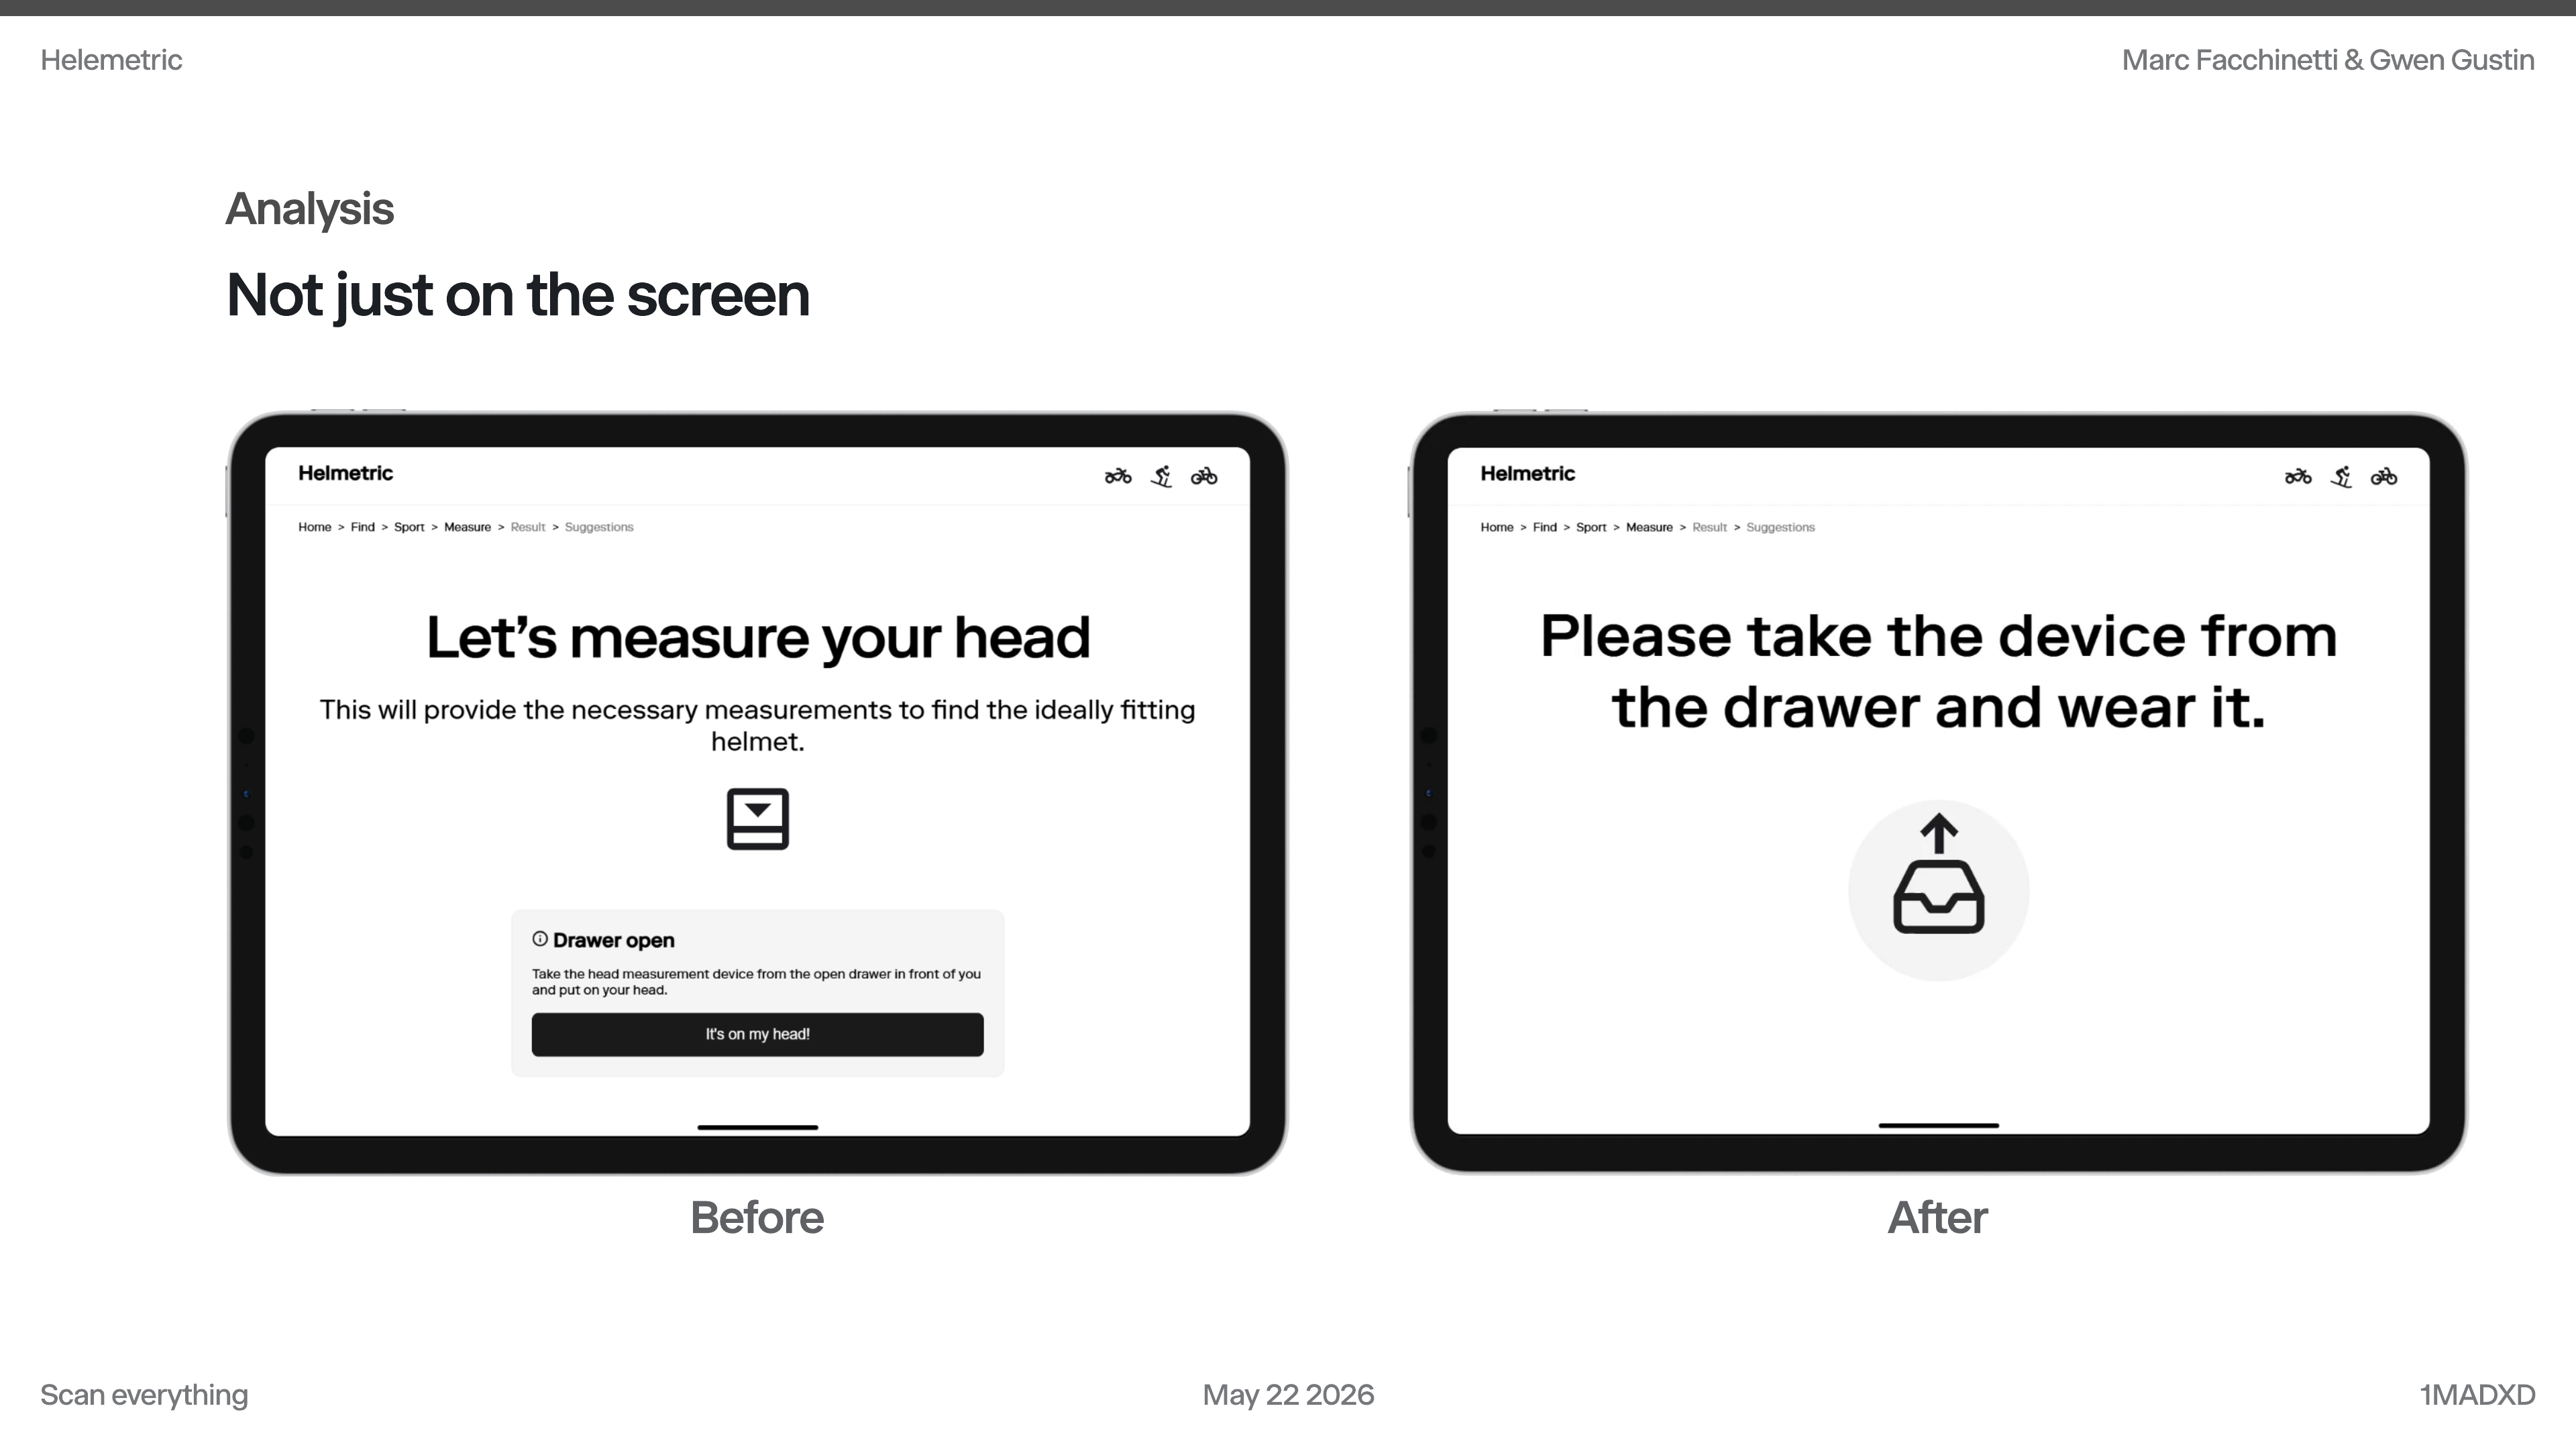 Helemetric
Marc Facchinetti & Gwen Gustin
Analysis
Not just on the screen
Helmetric
Home > Find > Sport > Measure > Result > Suggestions
Let's measure your head
This will provide the necessary measurements to find the ideally fitting
helmet.
Drawer open
Take the head measurement device from the open drawer in front of you
and put on your head.
It's on my head!
Before
Helmetric
Home > Find > Sport > Measure > Result > Suggestions
Please take the device from
the drawer and wear it.
After
Scan everything
May 22 2026
1MADXD